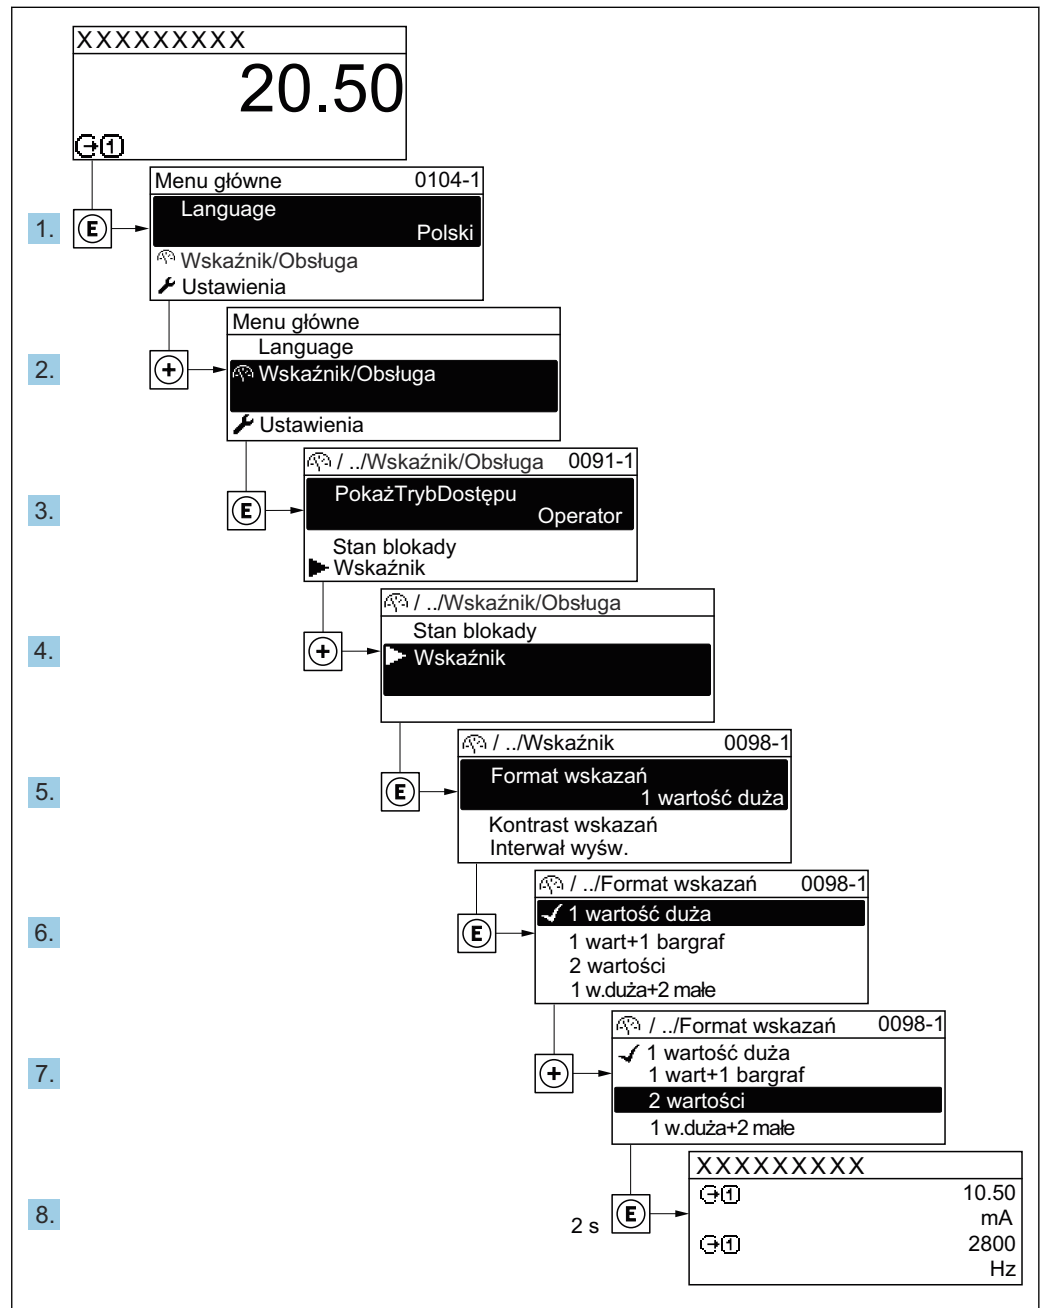 XXXXXXXXX
20.50
1
Menu główne 0104-1
1. E Language
Polski
Wskaźnik/Obsługa
Ustawienia
Menu główne
Language
2. + Wskaźnik/Obsługa
Ustawienia
/ ../Wskaźnik/Obsługa 0091-1
3. E PokażTrybDostępu
Operator
Stan blokady
Wskaźnik
/ ../Wskaźnik/Obsługa
Stan blokady
4. + Wskaźnik
/ ../Wskaźnik 0098-1
5. E Format wskazań
1 wartość duża
Kontrast wskazań
Interwał wyśw.
/ ../Format wskazań 0098-1
1 wartość duża
6. E 1 wart+1 bargraf
2 wartości
1 w.duża+2 małe
/ ../Format wskazań 0098-1
1 wartość duża
7. + 1 wart+1 bargraf
2 wartości
1 w.duża+2 małe
XXXXXXXXX
1 10.50
8. 2 s E mA
1 2800
Hz